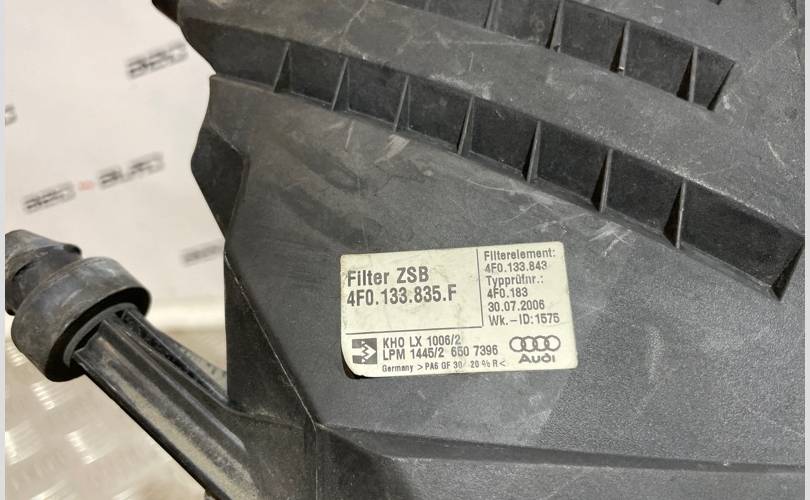 Filter ZSB
4F0.133.835.F
Filterelement:
4F0.133.843
Typprüfnr.:
4F0.183
30.07.2006
Wk.-ID:1575
KHO LX 1006/2
LPM 1445/2 650 7396
Audi
Germany >PA6 GF 30 20 % R<